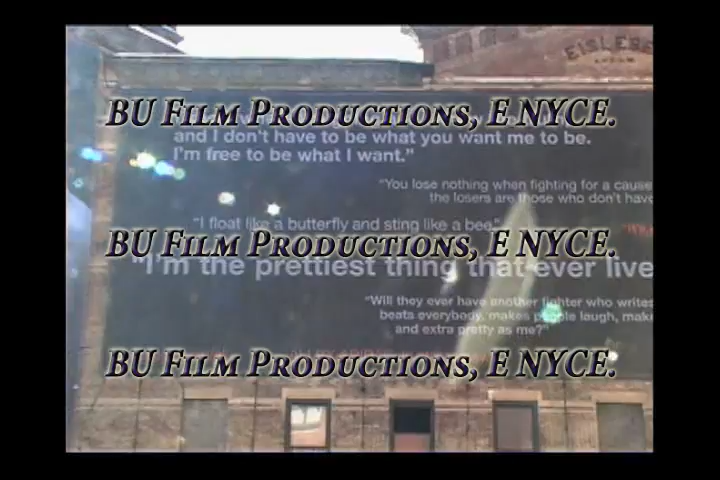 EISLEBE
BU FILM PRODUCTIONS, E NYCE.
and I don't have to be what you want me to be.
I'm free to be what I want."
"You lose nothing when fighting for a cause
the losers are those who don't have
"I float like a butterfly and sting like a bee."
BU FILM PRODUCTIONS, E NYCE.
"I'm the prettiest thing that ever live
"Will they ever have another fighter who writes
beats everybody, makes people laugh, make
and extra pretty as me?"
BU FILM PRODUCTIONS, E NYCE.